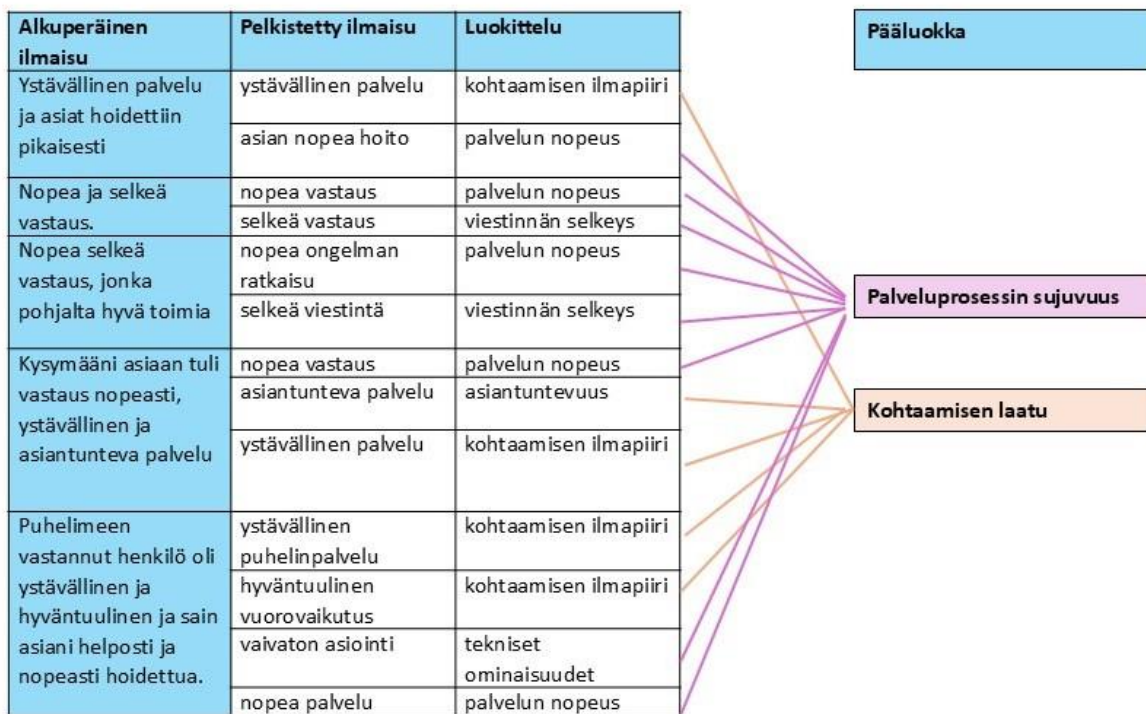 Alkuperäinen
ilmaisu
Pelkistetty ilmaisu
Luokittelu
Pääluokka
Ystävällinen palvelu
ja asiat hoidettiin
pikaisesti
ystävällinen palvelu
kohtaamisen ilmapiiri
asian nopea hoito
palvelun nopeus
Nopea ja selkeä
vastaus.
nopea vastaus
palvelun nopeus
selkeä vastaus
viestinnän selkeys
Nopea selkeä
vastaus, jonka
pohjalta hyvä toimia
nopea ongelman
ratkaisu
palvelun nopeus
selkeä viestintä
viestinnän selkeys
Kysymääni asiaan tuli
vastaus nopeasti,
ystävällinen ja
asiantunteva palvelu
nopea vastaus
palvelun nopeus
asiantunteva palvelu
asiantuntevuus
ystävällinen palvelu
kohtaamisen ilmapiiri
Puhelimeen
vastannut henkilö oli
ystävällinen ja
hyväntuulinen ja sain
asiani helposti ja
nopeasti hoidettua.
ystävällinen
puhelinpalvelu
kohtaamisen ilmapiiri
hyväntuulinen
vuorovaikutus
kohtaamisen ilmapiiri
vaivaton asiointi
tekniset
ominaisuudet
nopea palvelu
palvelun nopeus
Palveluprosessin sujuvuus
Kohtaamisen laatu